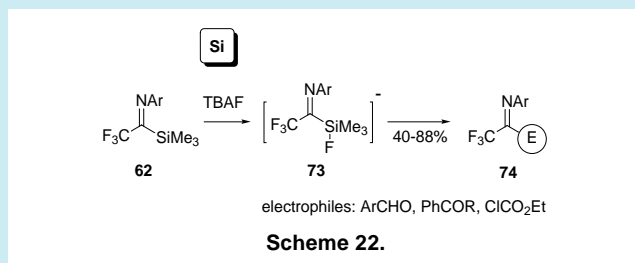 Si
NAr
F3C
SiMe3
62
TBAF
NAr
F3C
SiMe3
F
-
73
40-88%
NAr
F3C
E
74
electrophiles: ArCHO, PhCOR, ClCO2Et
Scheme 22.